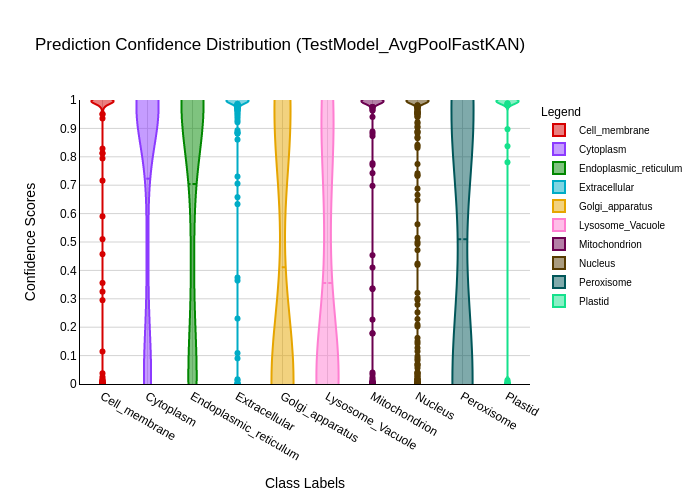 Prediction Confidence Distribution (TestModel_AvgPoolFastKAN)
Legend
Cell_membrane
Cytoplasm
Endoplasmic_reticulum
Extracellular
Golgi_apparatus
Lysosome_Vacuole
Mitochondrion
Nucleus
Peroxisome
Plastid
Confidence Scores
1
0.9
0.8
0.7
0.6
0.5
0.4
0.3
0.2
0.1
0
Cell_membrane
Cytoplasm
Endoplasmic_reticulum
Extracellular
Golgi_apparatus
Lysosome_Vacuole
Mitochondrion
Nucleus
Peroxisome
Plastid
Class Labels